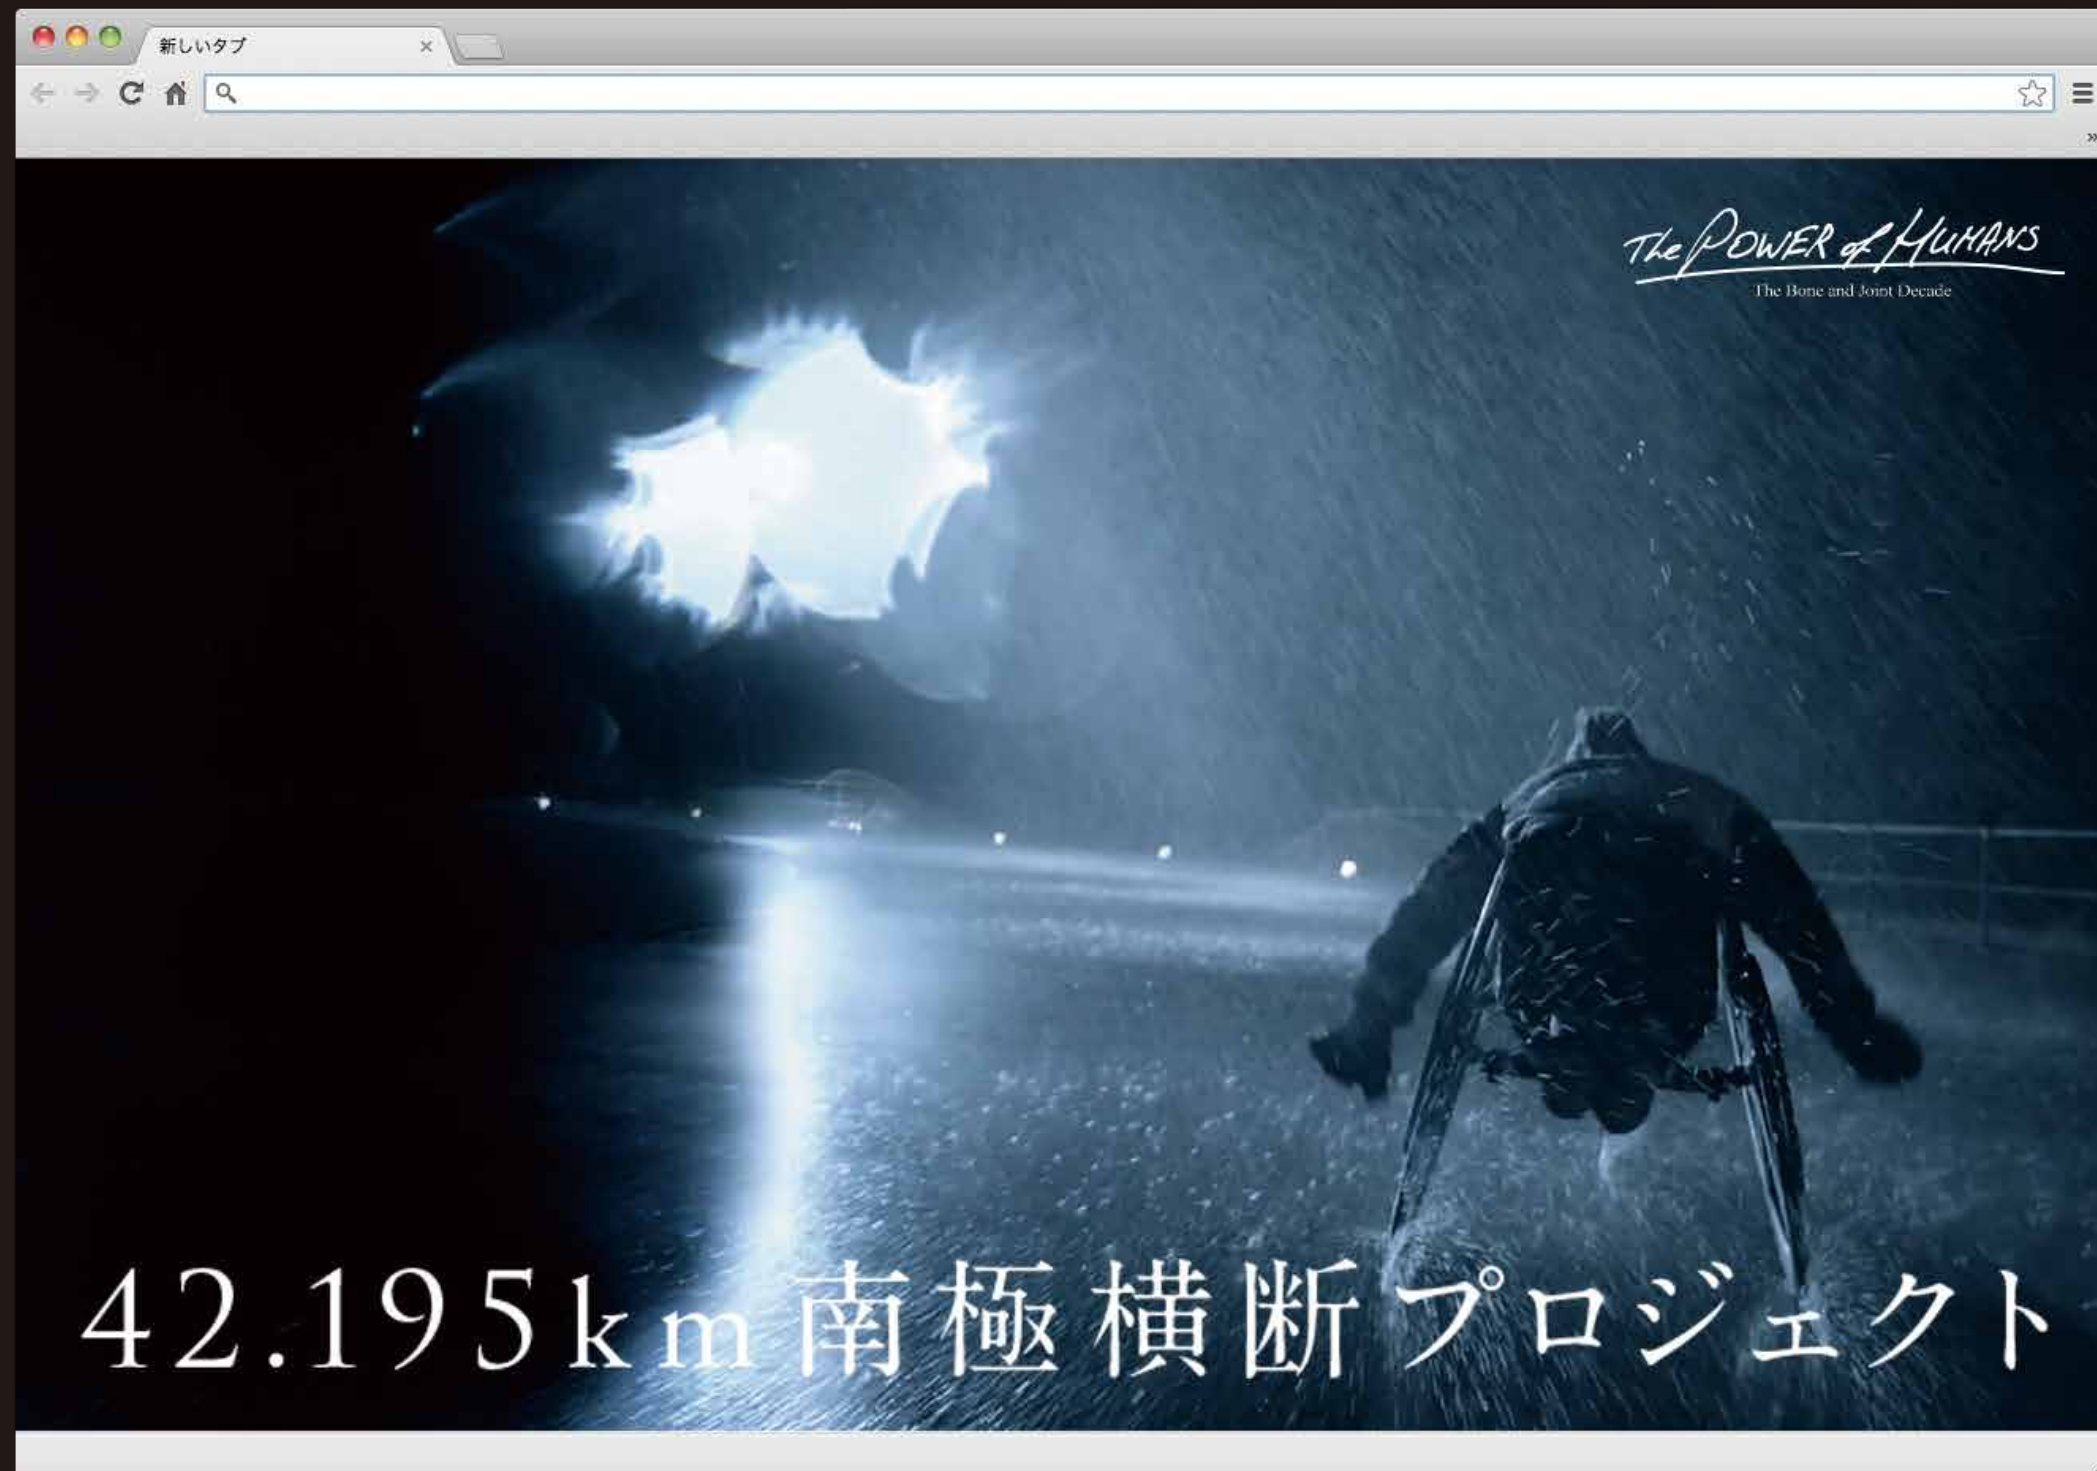 新しいタブ
The POWER of HUMANS
The Bone and Joint Decade
42.195km南極横断プロジェクト